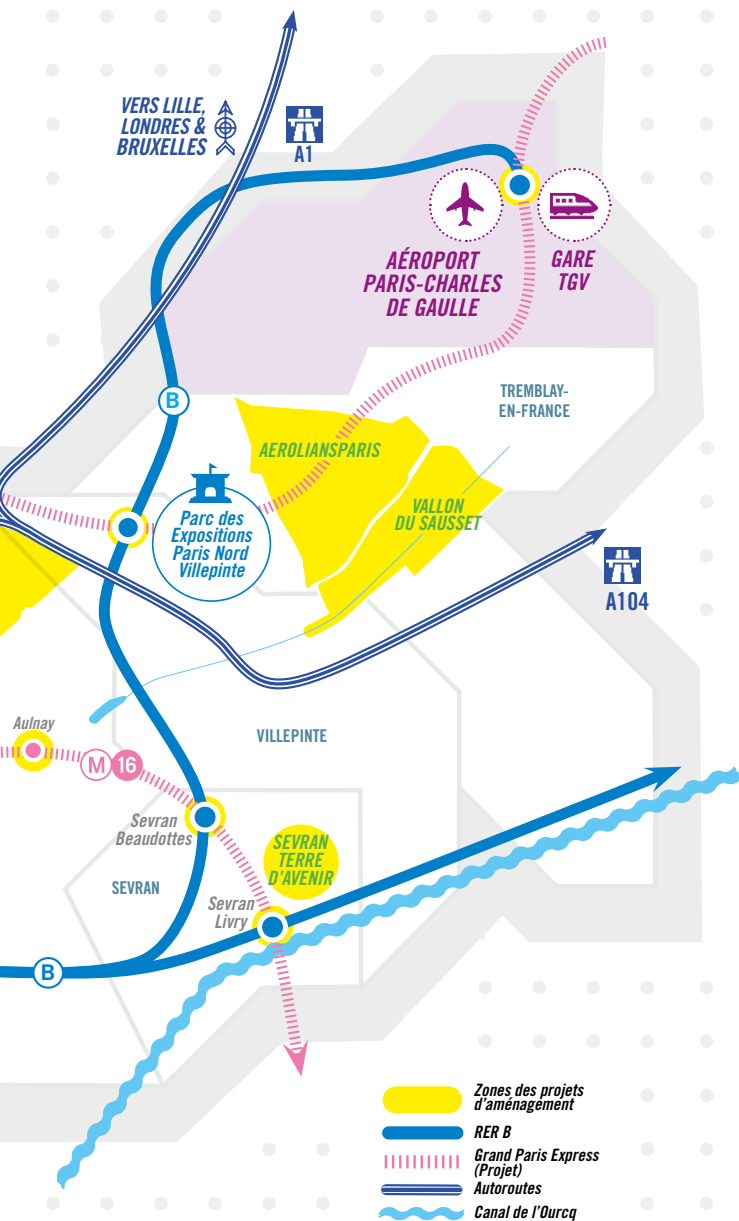 VERS LILLE,
LONDRES &
BRUXELLES
A1
AÉROPORT
PARIS-CHARLES
DE GAULLE
GARE
TGV
B
TREMBLAY-
EN-FRANCE
AEROLIANSPARIS
VALLON
DU SAUSSET
Parc des
Expositions
Paris Nord
Villepinte
A104
Aulnay
M 16
VILLEPINTE
Sevran
Beaudottes
SEVRAN
TERRE
D'AVENIR
SEVRAN
Sevran
Livry
B
Zones des projets
d'aménagement
RER B
Grand Paris Express
(Projet)
Autoroutes
Canal de l'Ourcq